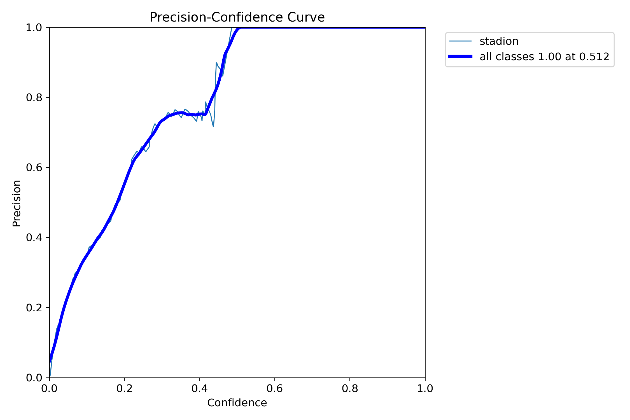 Precision-Confidence Curve
stadion
all classes 1.00 at 0.512
Precision
1.0
0.8
0.6
0.4
0.2
0.0
0.0 0.2 0.4 0.6 0.8 1.0
Confidence